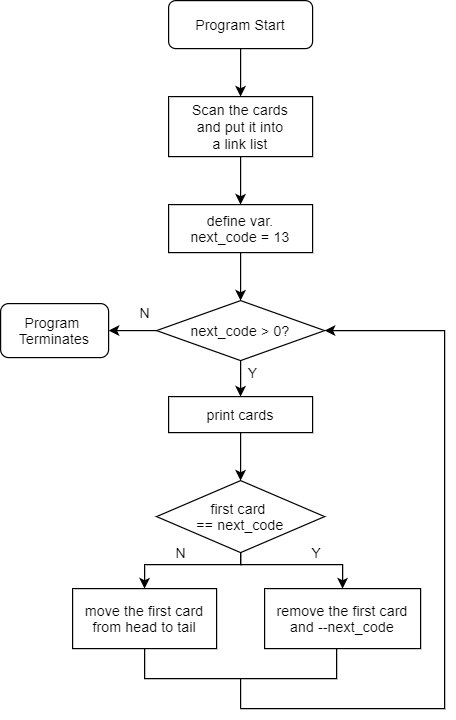 Program Start
Scan the cards
and put it into
a link list
define var.
next_code = 13
N
next_code > 0?
Program
Terminates
Y
print cards
first card
== next_code
N
Y
move the first card
from head to tail
remove the first card
and --next_code